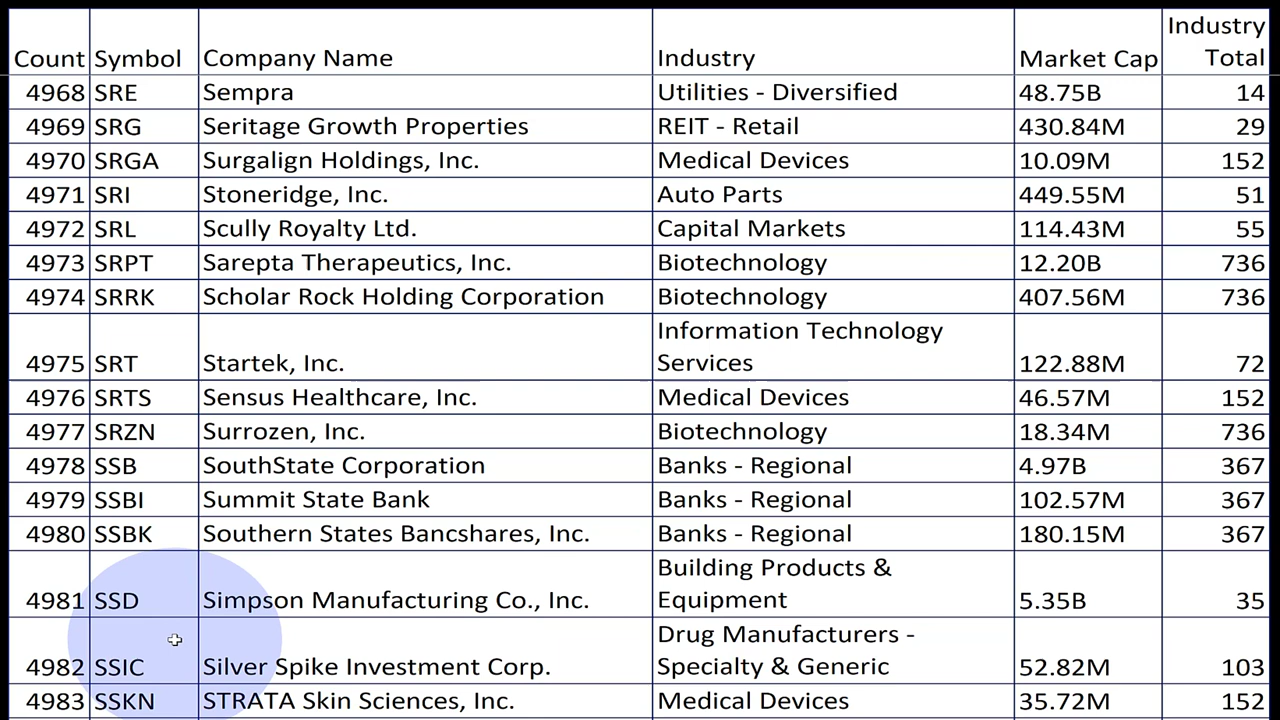 Count Symbol Company Name Industry Market Cap Industry Total
4968 SRE Sempra Utilities - Diversified 48.75B 14
4969 SRG Seritage Growth Properties REIT - Retail 430.84M 29
4970 SRGA Surgalign Holdings, Inc. Medical Devices 10.09M 152
4971 SRI Stoneridge, Inc. Auto Parts 449.55M 51
4972 SRL Scully Royalty Ltd. Capital Markets 114.43M 55
4973 SRPT Sarepta Therapeutics, Inc. Biotechnology 12.20B 736
4974 SRRK Scholar Rock Holding Corporation Biotechnology 407.56M 736
4975 SRT Startek, Inc. Information Technology Services 122.88M 72
4976 SRTS Sensus Healthcare, Inc. Medical Devices 46.57M 152
4977 SRZN Surrozen, Inc. Biotechnology 18.34M 736
4978 SSB SouthState Corporation Banks - Regional 4.97B 367
4979 SSBI Summit State Bank Banks - Regional 102.57M 367
4980 SSBK Southern States Bancshares, Inc. Banks - Regional 180.15M 367
4981 SSD Simpson Manufacturing Co., Inc. Building Products & Equipment 5.35B 35
4982 SSIC Silver Spike Investment Corp. Drug Manufacturers - Specialty & Generic 52.82M 103
4983 SSKN STRATA Skin Sciences, Inc. Medical Devices 35.72M 152